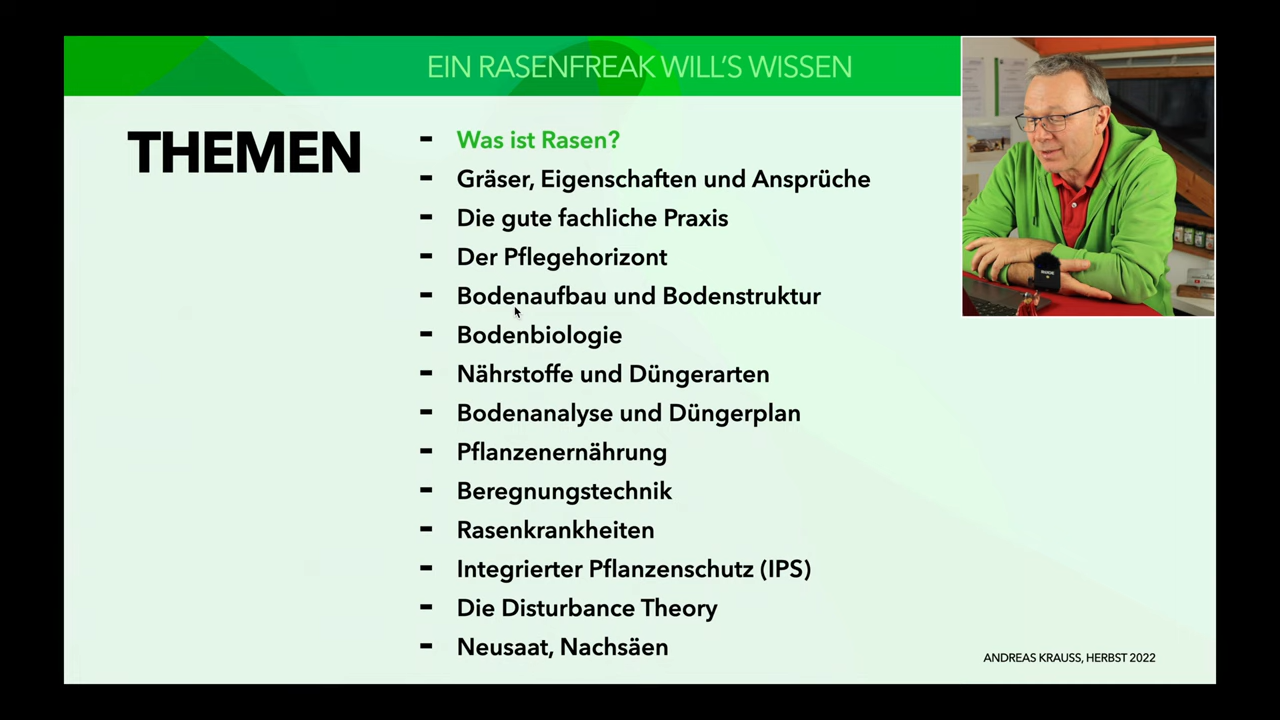 EIN RASENFREAK WILL'S WISSEN
THEMEN
- Was ist Rasen?
- Gräser, Eigenschaften und Ansprüche
- Die gute fachliche Praxis
- Der Pflegehorizont
- Bodenaufbau und Bodenstruktur
- Bodenbiologie
- Nährstoffe und Düngerarten
- Bodenanalyse und Düngerplan
- Pflanzenernährung
- Beregnungstechnik
- Rasenkrankheiten
- Integrierter Pflanzenschutz (IPS)
- Die Disturbance Theory
- Neusaat, Nachsäen
ANDREAS KRAUSS, HERBST 2022